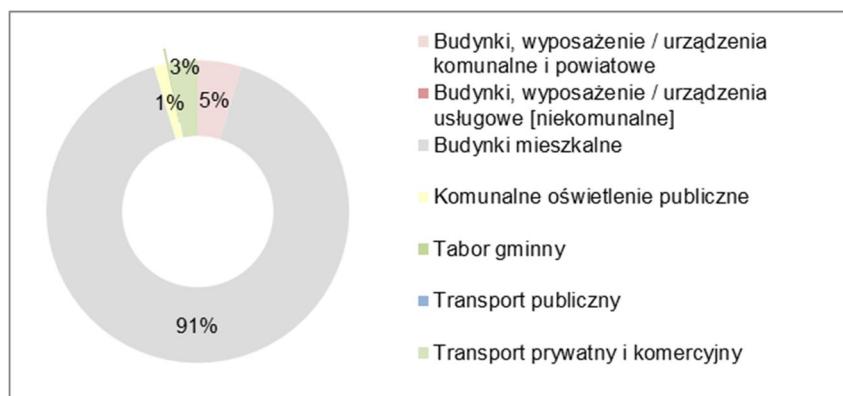 3%
1%
5%
91%
Budynki, wyposażenie / urządzenia
komunalne i powiatowe
Budynki, wyposażenie / urządzenia
usługowe [niekomunalne]
Budynki mieszkalne
Komunalne oświetlenie publiczne
Tabor gminny
Transport publiczny
Transport prywatny i komercyjny